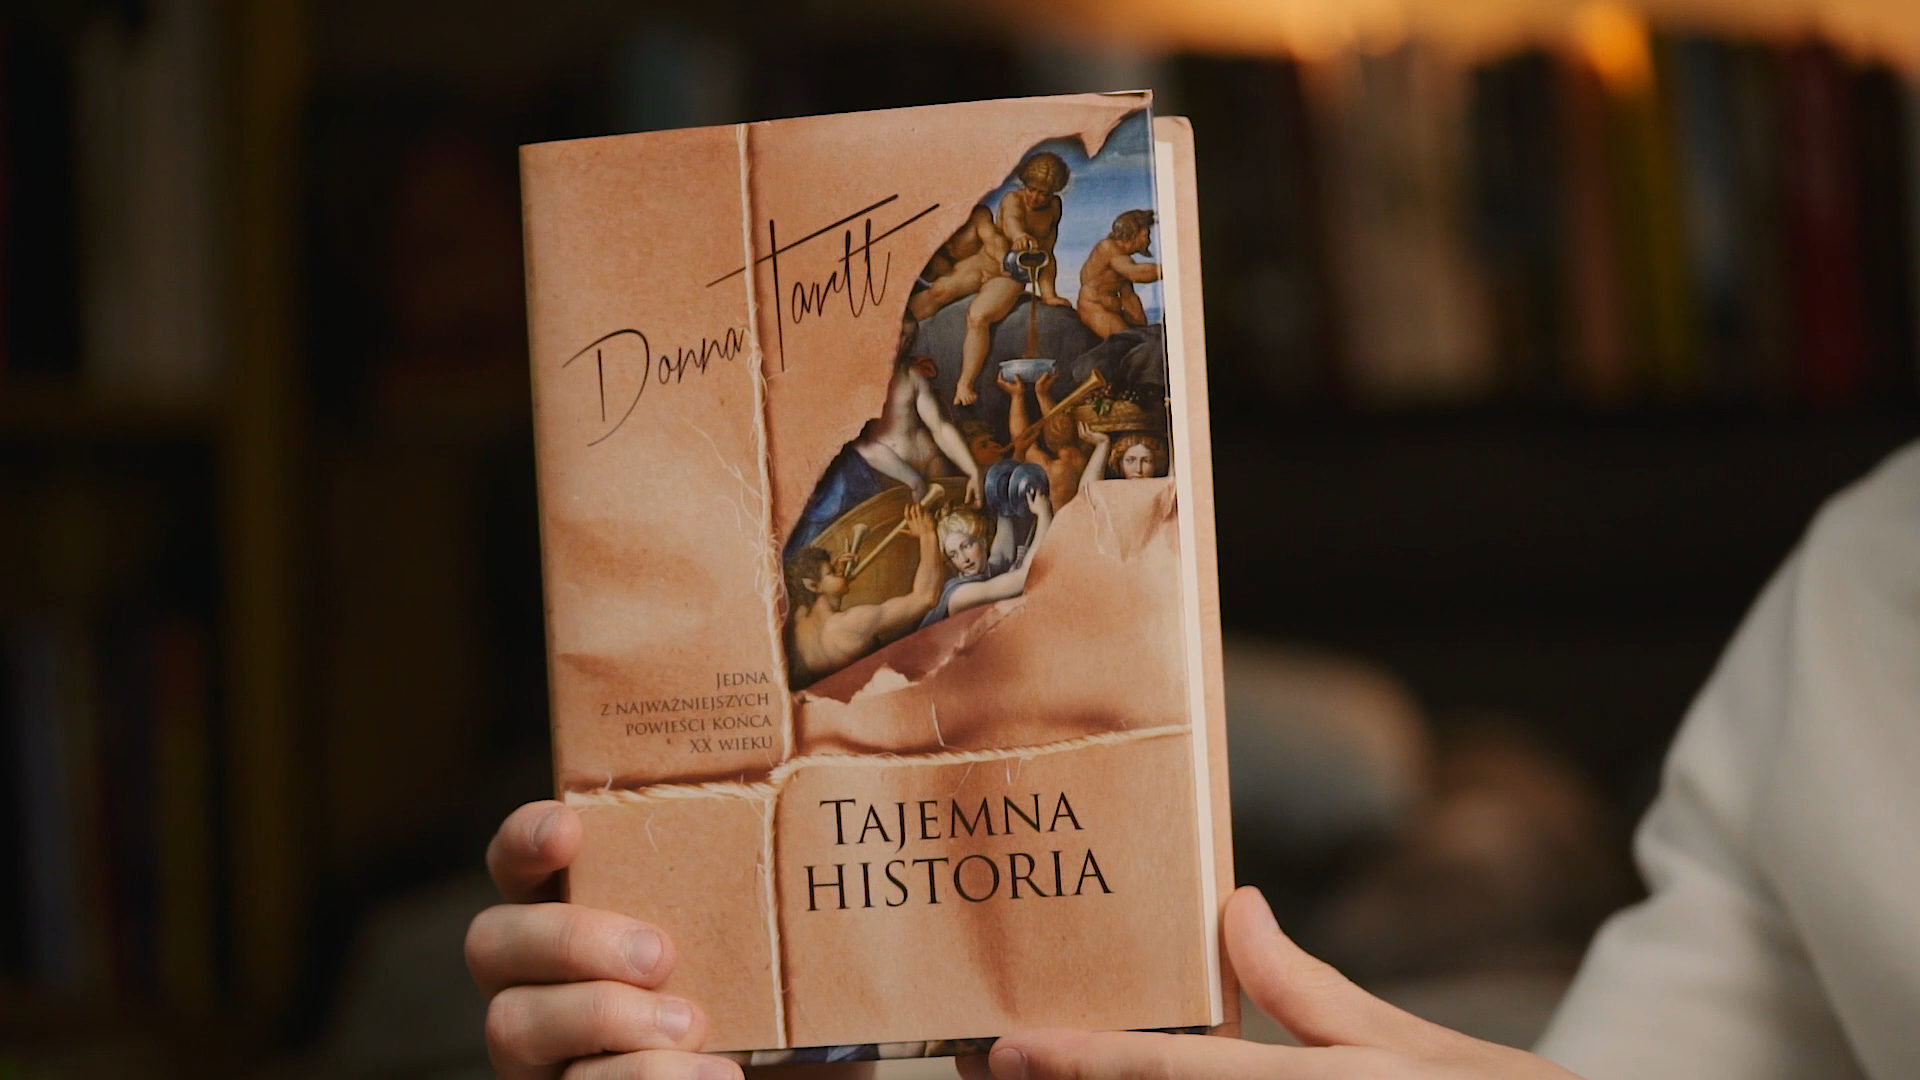 Donna Tartt
JEDNA
Z NAJWAŻNIEJSZYCH
POWIEŚCI KOŃCA
XX WIEKU
TAJEMNA
HISTORIA